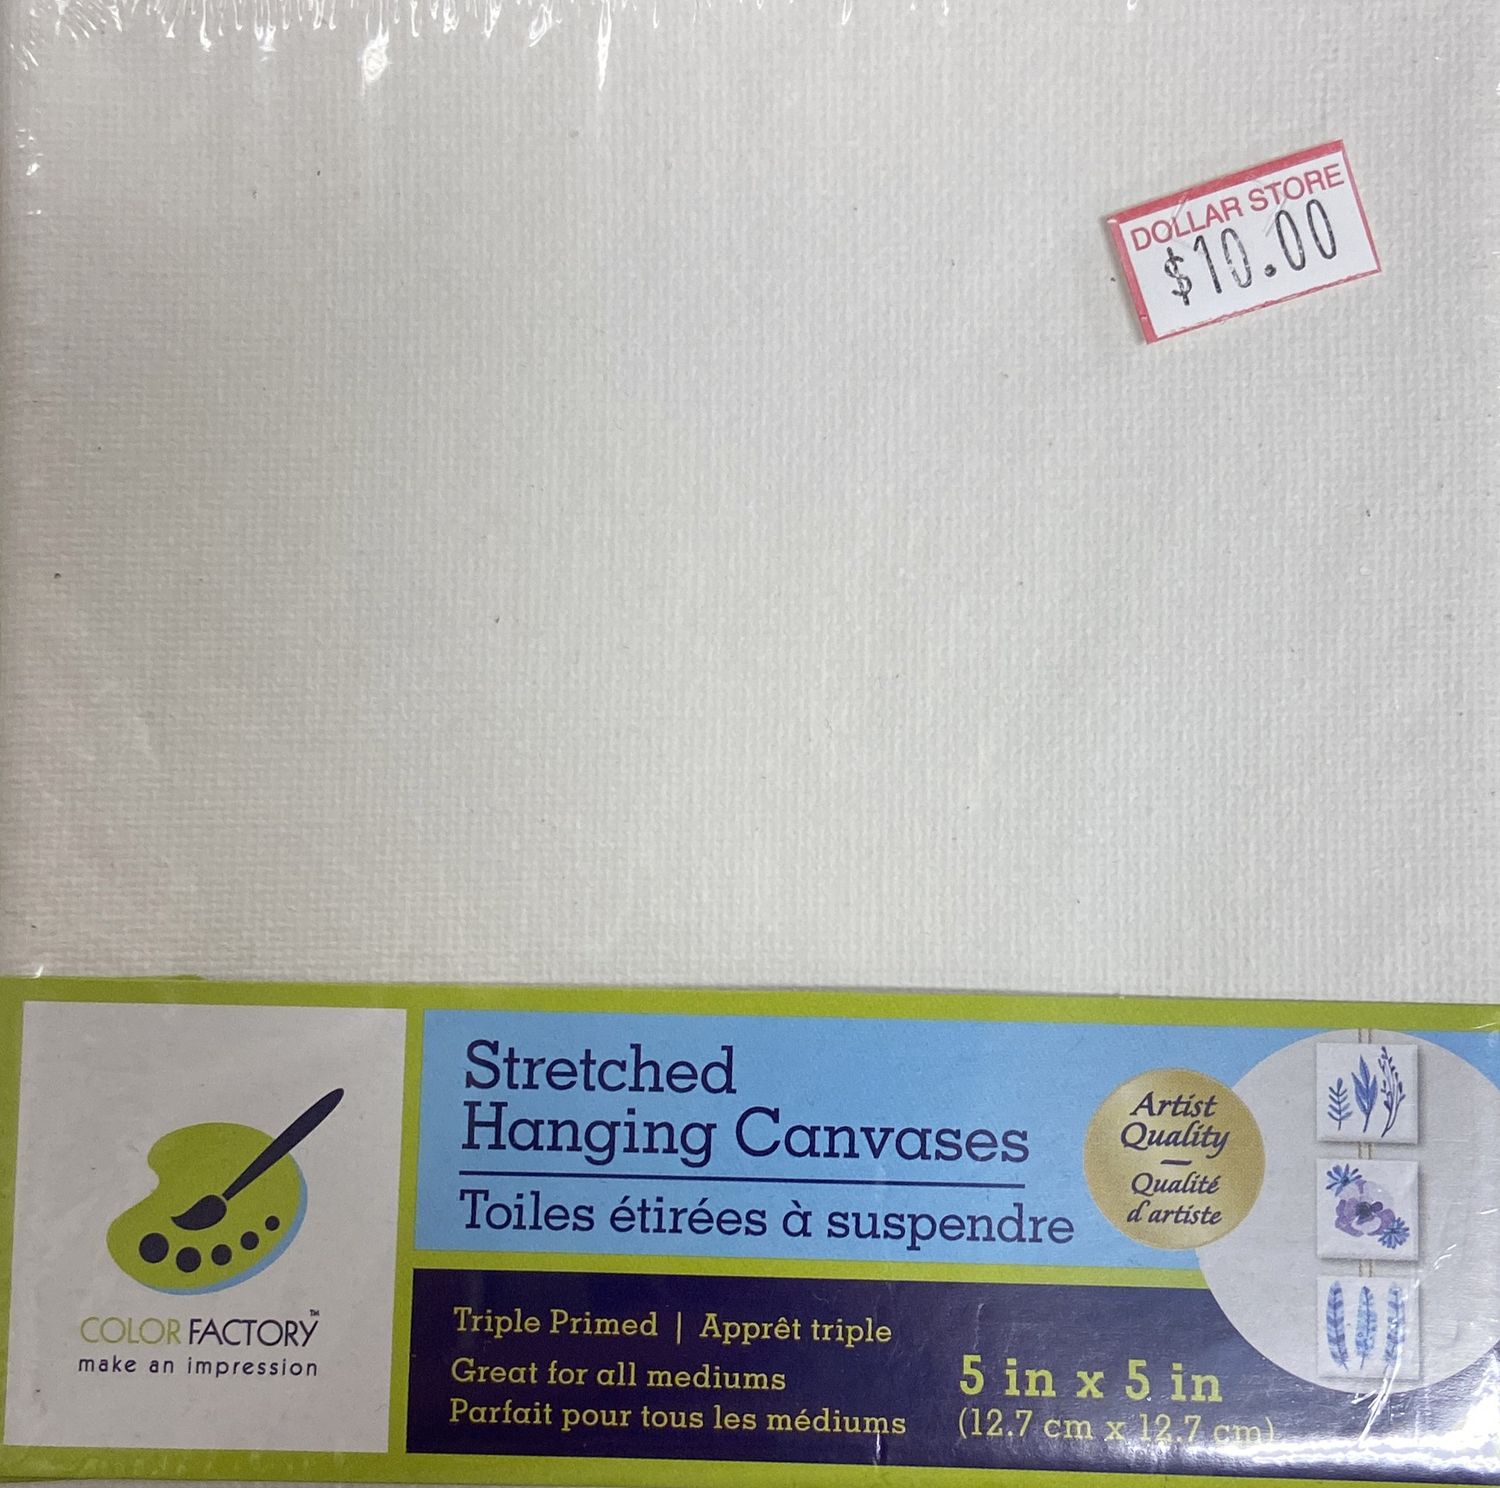 DOLLAR STORE
$10.00
Stretched
Hanging Canvases
Toiles étirées à suspendre
Artist
Quality
Qualité
d'artiste
COLOR FACTORY™
make an impression
Triple Primed | Apprêt triple
Great for all mediums
Parfait pour tous les médiums
5 in x 5 in
(12.7 cm x 12.7 cm)